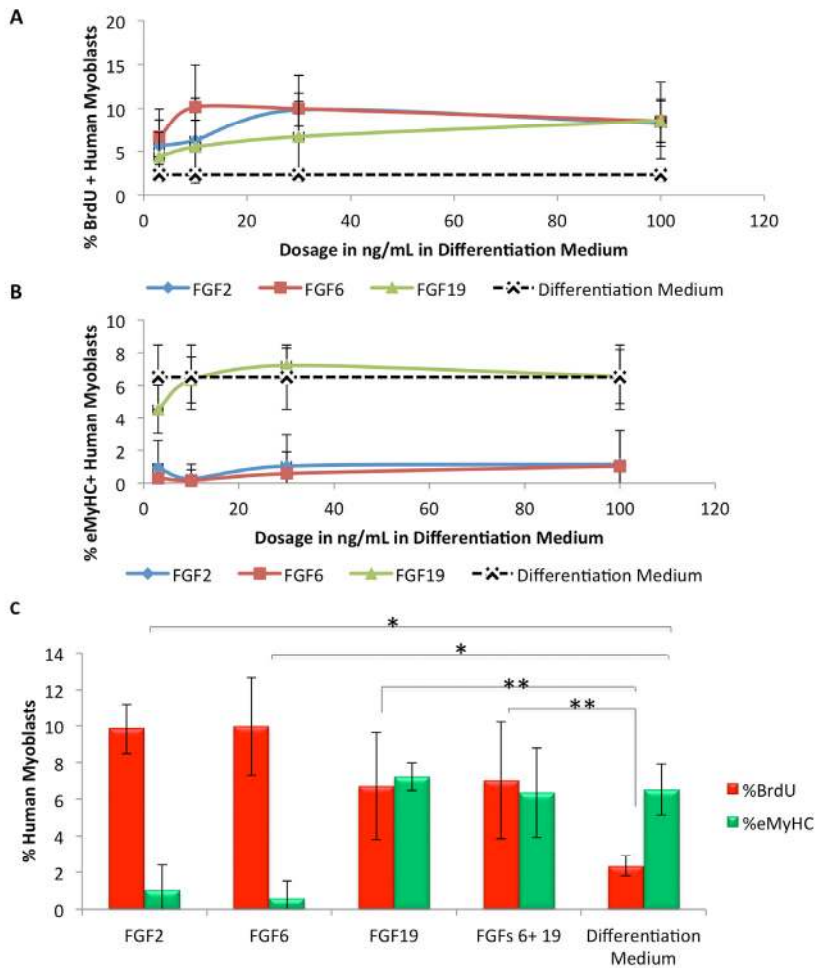 A
20
15
10
5
0
% BrdU + Human Myoblasts
0 20 40 60 80 100 120
Dosage in ng/mL in Differentiation Medium
FGF2 FGF6 FGF19 Differentiation Medium
B
10
8
6
4
2
0
% eMyHC+ Human Myoblasts
0 20 40 60 80 100 120
Dosage in ng/mL in Differentiation Medium
FGF2 FGF6 FGF19 Differentiation Medium
C
*
*
**
**
14
12
10
8
6
4
2
0
% Human Myoblasts
%BrdU
%eMyHC
FGF2 FGF6 FGF19 FGFs 6+ 19 Differentiation
Medium